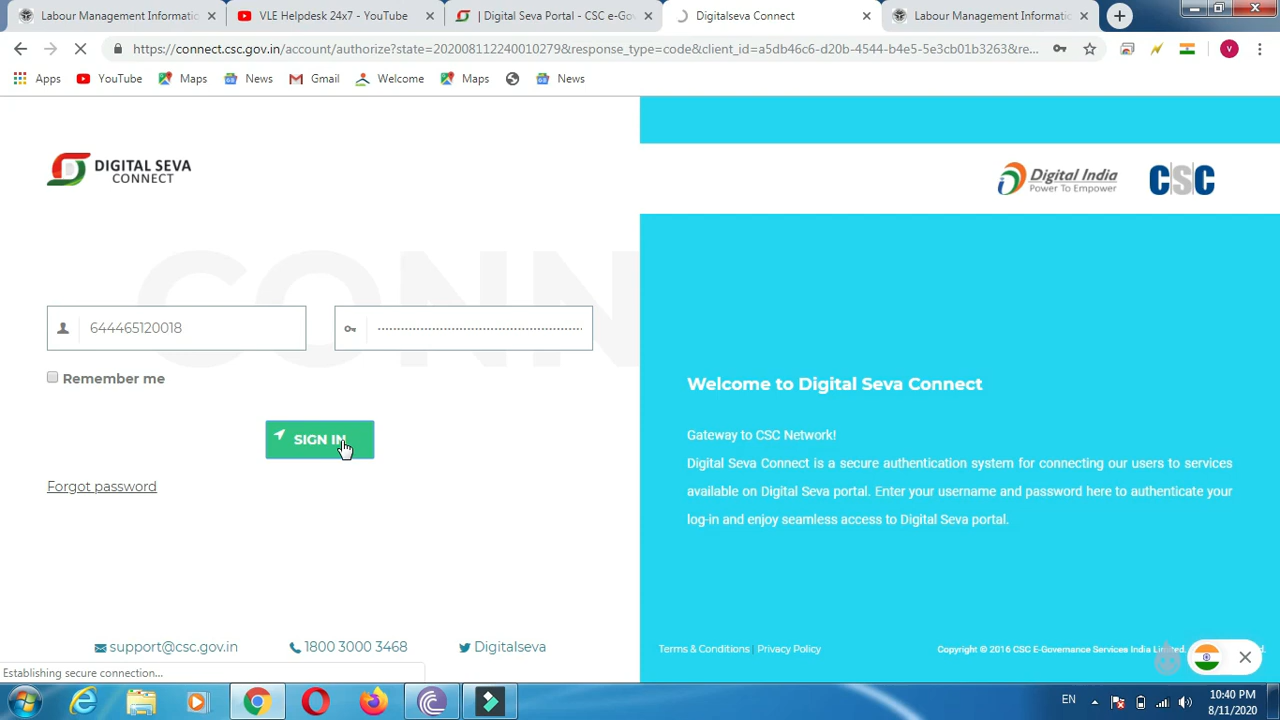 Labour Management Informatic
VLE Helpdesk 24x7 - YouTube
| Digital Seva Portal - CSC e-Gov
Digitalseva Connect
Labour Management Informatic
https://connect.csc.gov.in/account/authorize?state=202008112240010279&response_type=code&client_id=a5db46c6-d20b-4544-b4e5-5e3cb01b3263&re...
V
Apps
YouTube
Maps
News
Gmail
Welcome
Maps
News
DIGITAL SEVA
CONNECT
Digital India
Power To Empower
CSC
CONN
644465120018
Remember me
SIGN IN
Forgot password
Welcome to Digital Seva Connect
Gateway to CSC Network!
Digital Seva Connect is a secure authentication system for connecting our users to services
available on Digital Seva portal. Enter your username and password here to authenticate your
log-in and enjoy seamless access to Digital Seva portal.
support@csc.gov.in
1800 3000 3468
Digitalseva
Terms & Conditions
Privacy Policy
Copyright © 2016 CSC E-Governance Services India Limited.
Establishing secure connection...
EN
10:40 PM
8/11/2020